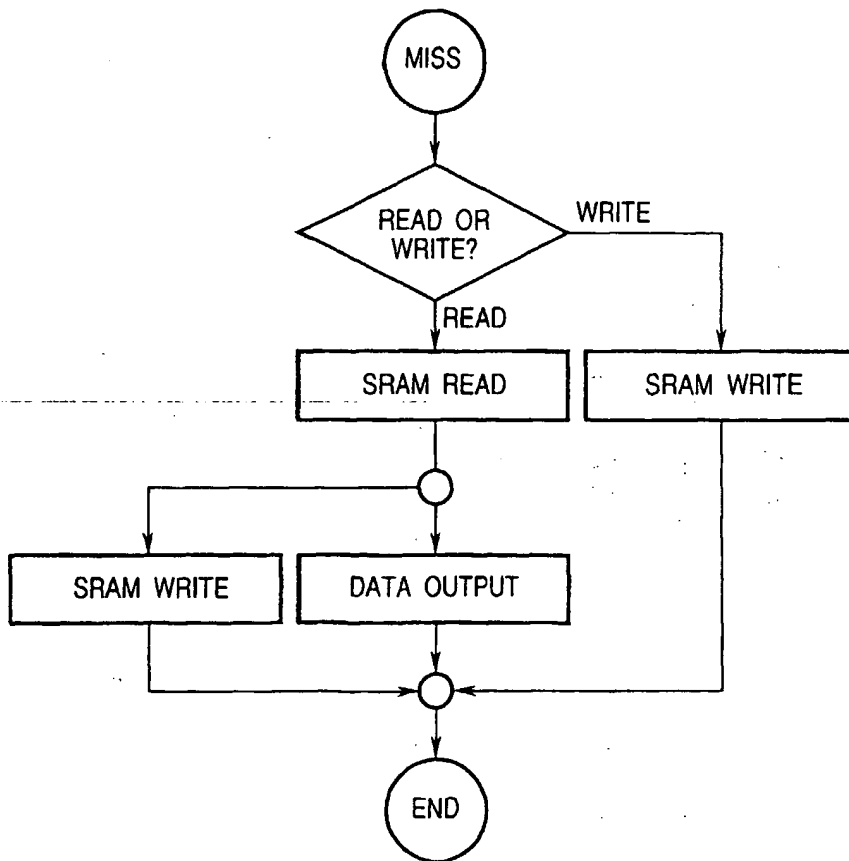 MISS
READ OR
WRITE?
WRITE
READ
SRAM READ
SRAM WRITE
SRAM WRITE
DATA OUTPUT
END